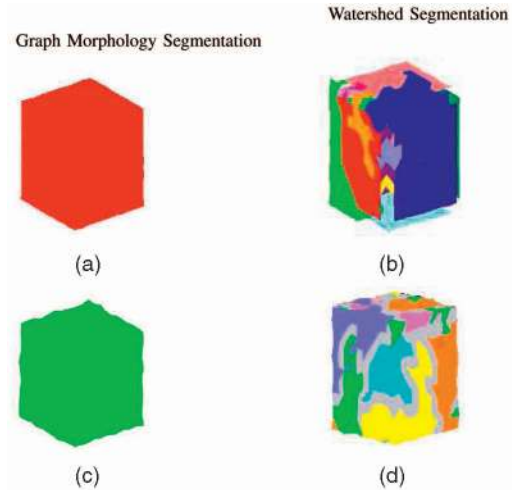 Watershed Segmentation
Graph Morphology Segmentation
(a)
(b)
(c)
(d)